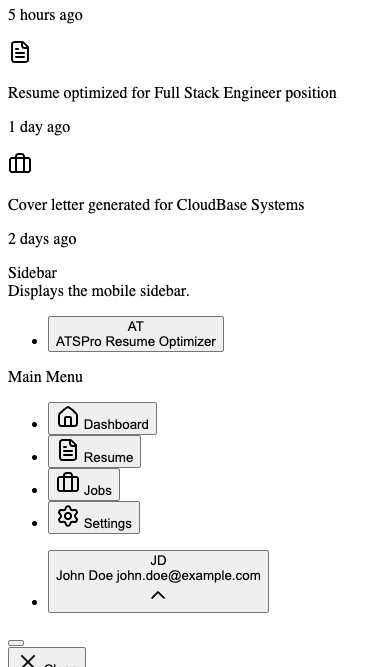 5 hours ago
Resume optimized for Full Stack Engineer position
1 day ago
Cover letter generated for CloudBase Systems
2 days ago
Sidebar
Displays the mobile sidebar.
AT
ATSPro Resume Optimizer
Main Menu
Dashboard
Resume
Jobs
Settings
JD
John Doe john.doe@example.com